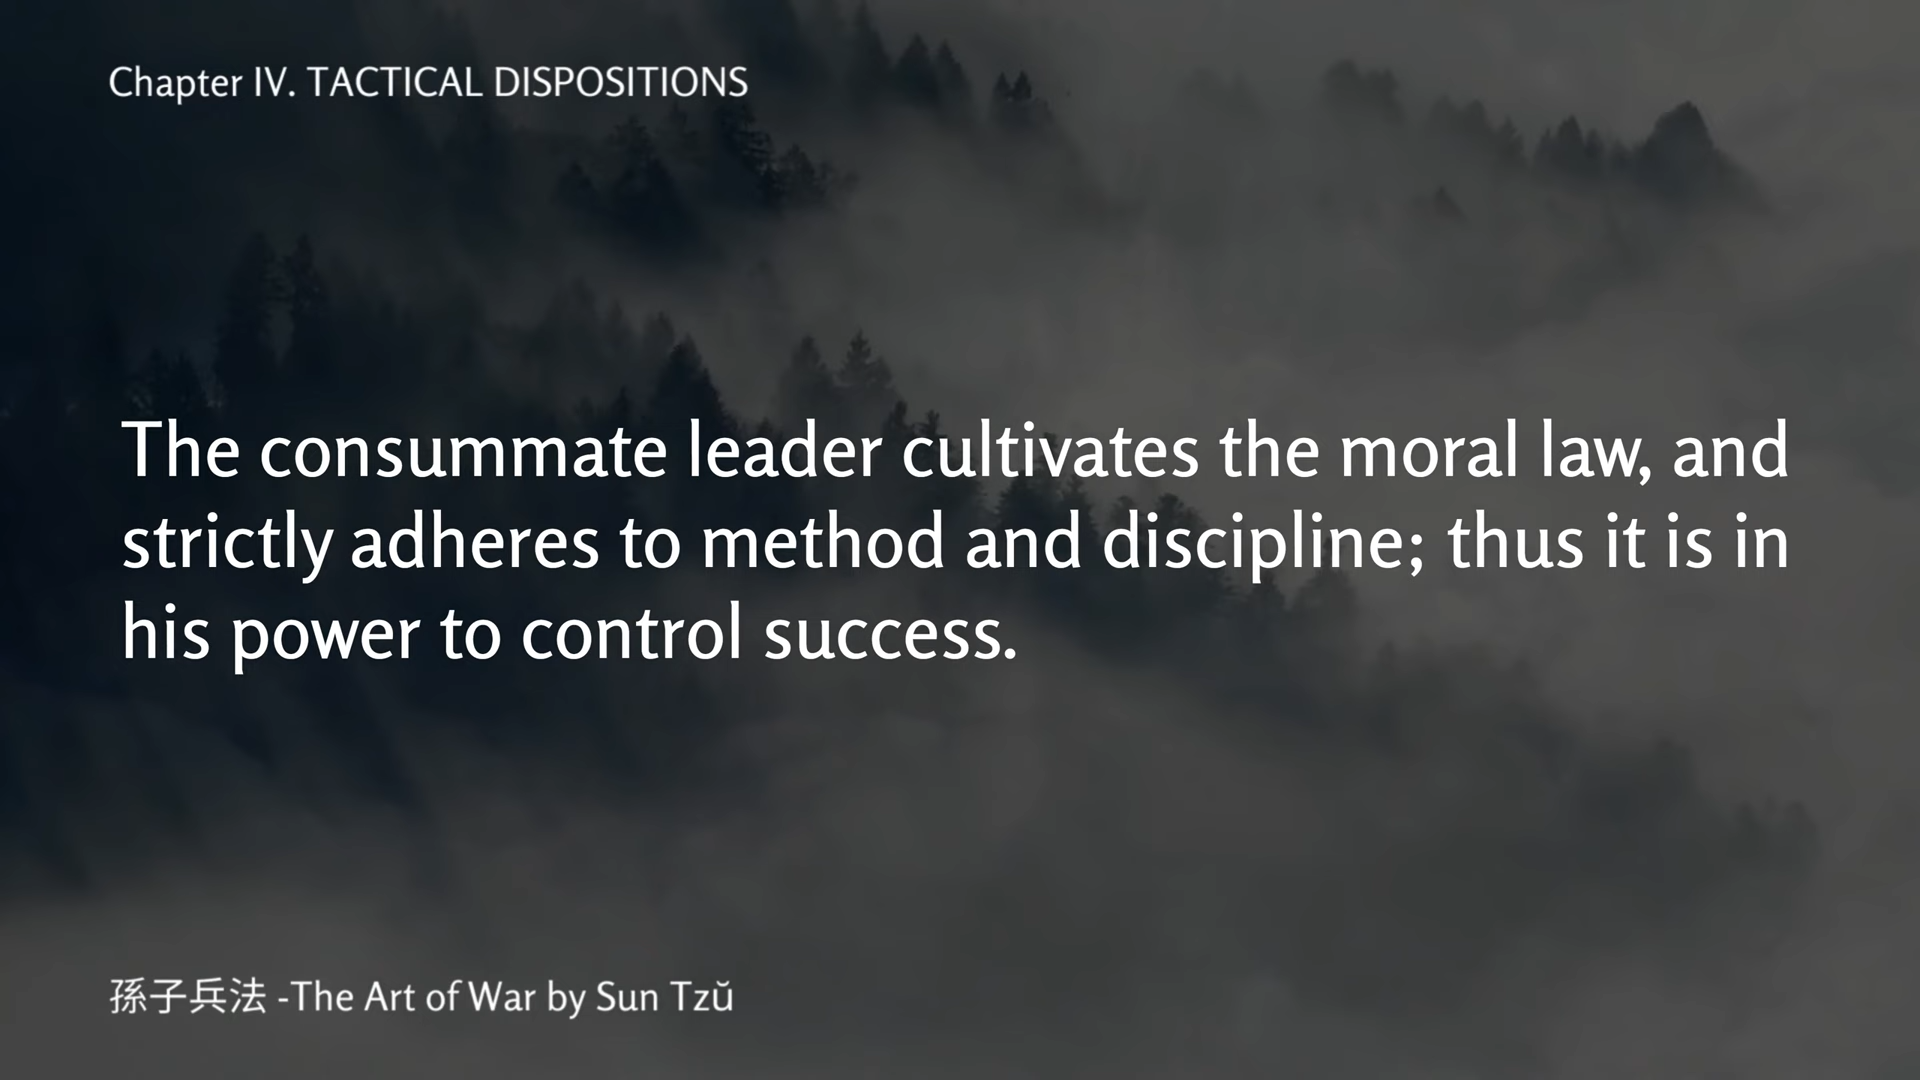 Chapter IV. TACTICAL DISPOSITIONS
The consummate leader cultivates the moral law, and
strictly adheres to method and discipline; thus it is in
his power to control success.
孫子兵法 -The Art of War by Sun Tzŭ